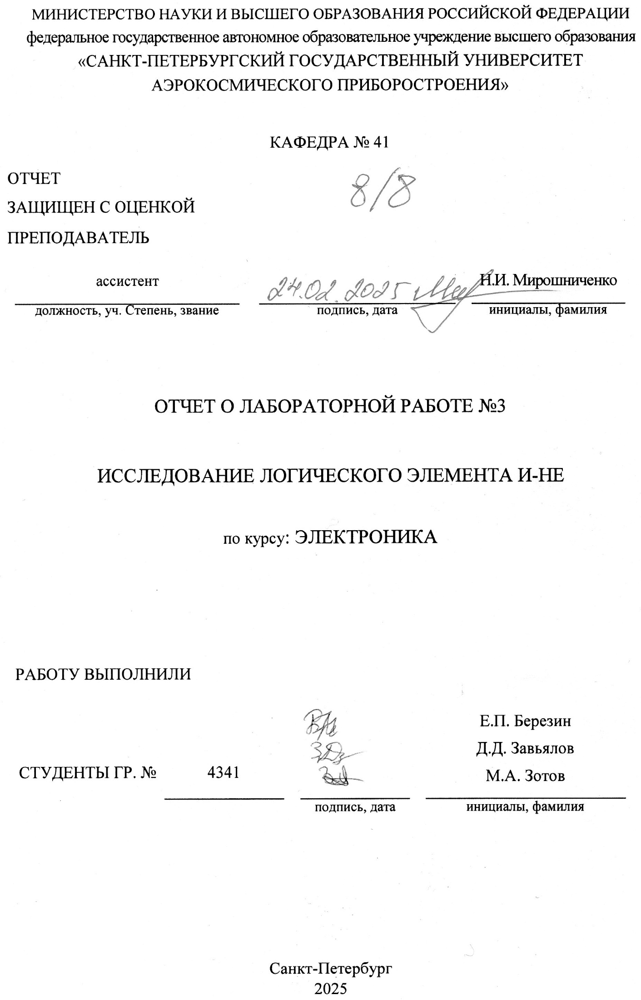 МИНИСТЕРСТВО НАУКИ И ВЫСШЕГО ОБРАЗОВАНИЯ РОССИЙСКОЙ ФЕДЕРАЦИИ
федеральное государственное автономное образовательное учреждение высшего образования
«САНКТ-ПЕТЕРБУРГСКИЙ ГОСУДАРСТВЕННЫЙ УНИВЕРСИТЕТ
АЭРОКОСМИЧЕСКОГО ПРИБОРОСТРОЕНИЯ»
КАФЕДРА № 41
ОТЧЕТ
ЗАЩИЩЕН С ОЦЕНКОЙ
8/8
ПРЕПОДАВАТЕЛЬ
ассистент 24.02.2025 Н.И. Мирошниченко
должность, уч. Степень, звание подпись, дата инициалы, фамилия
ОТЧЕТ О ЛАБОРАТОРНОЙ РАБОТЕ №3
ИССЛЕДОВАНИЕ ЛОГИЧЕСКОГО ЭЛЕМЕНТА И-НЕ
по курсу: ЭЛЕКТРОНИКА
РАБОТУ ВЫПОЛНИЛИ
Е.П. Березин
Д.Д. Завьялов
СТУДЕНТЫ ГР. № 4341 М.А. Зотов
подпись, дата инициалы, фамилия
Санкт-Петербург
2025